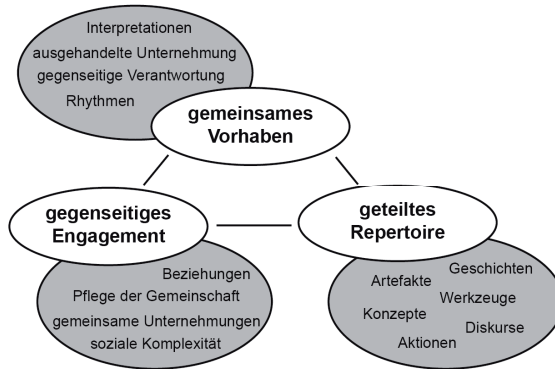 Interpretationen
ausgehandelte Unternehmung
gegenseitige Verantwortung
Rhythmen
gemeinsames
Vorhaben
gegenseitiges
Engagement
Beziehungen
Pflege der Gemeinschaft
gemeinsame Unternehmungen
soziale Komplexität
geteiltes
Repertoire
Geschichten
Artefakte
Werkzeuge
Konzepte
Diskurse
Aktionen